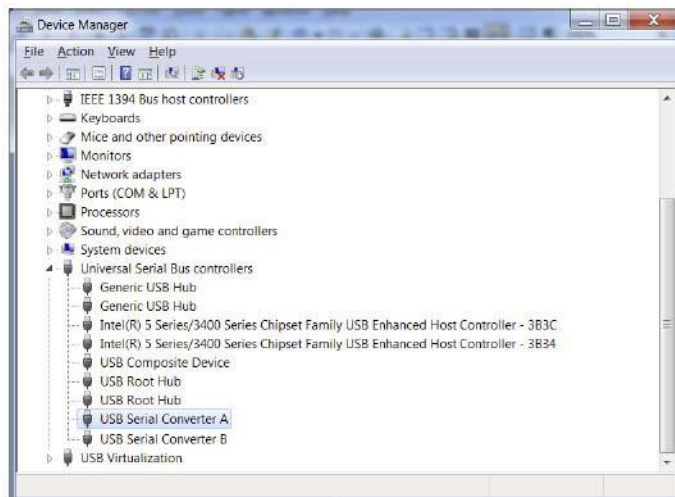 Device Manager
File Action View Help
IEEE 1394 Bus host controllers
Keyboards
Mice and other pointing devices
Monitors
Network adapters
Ports (COM & LPT)
Processors
Sound, video and game controllers
System devices
Universal Serial Bus controllers
Generic USB Hub
Generic USB Hub
Intel(R) 5 Series/3400 Series Chipset Family USB Enhanced Host Controller - 3B3C
Intel(R) 5 Series/3400 Series Chipset Family USB Enhanced Host Controller - 3B34
USB Composite Device
USB Root Hub
USB Root Hub
USB Serial Converter A
USB Serial Converter B
USB Virtualization